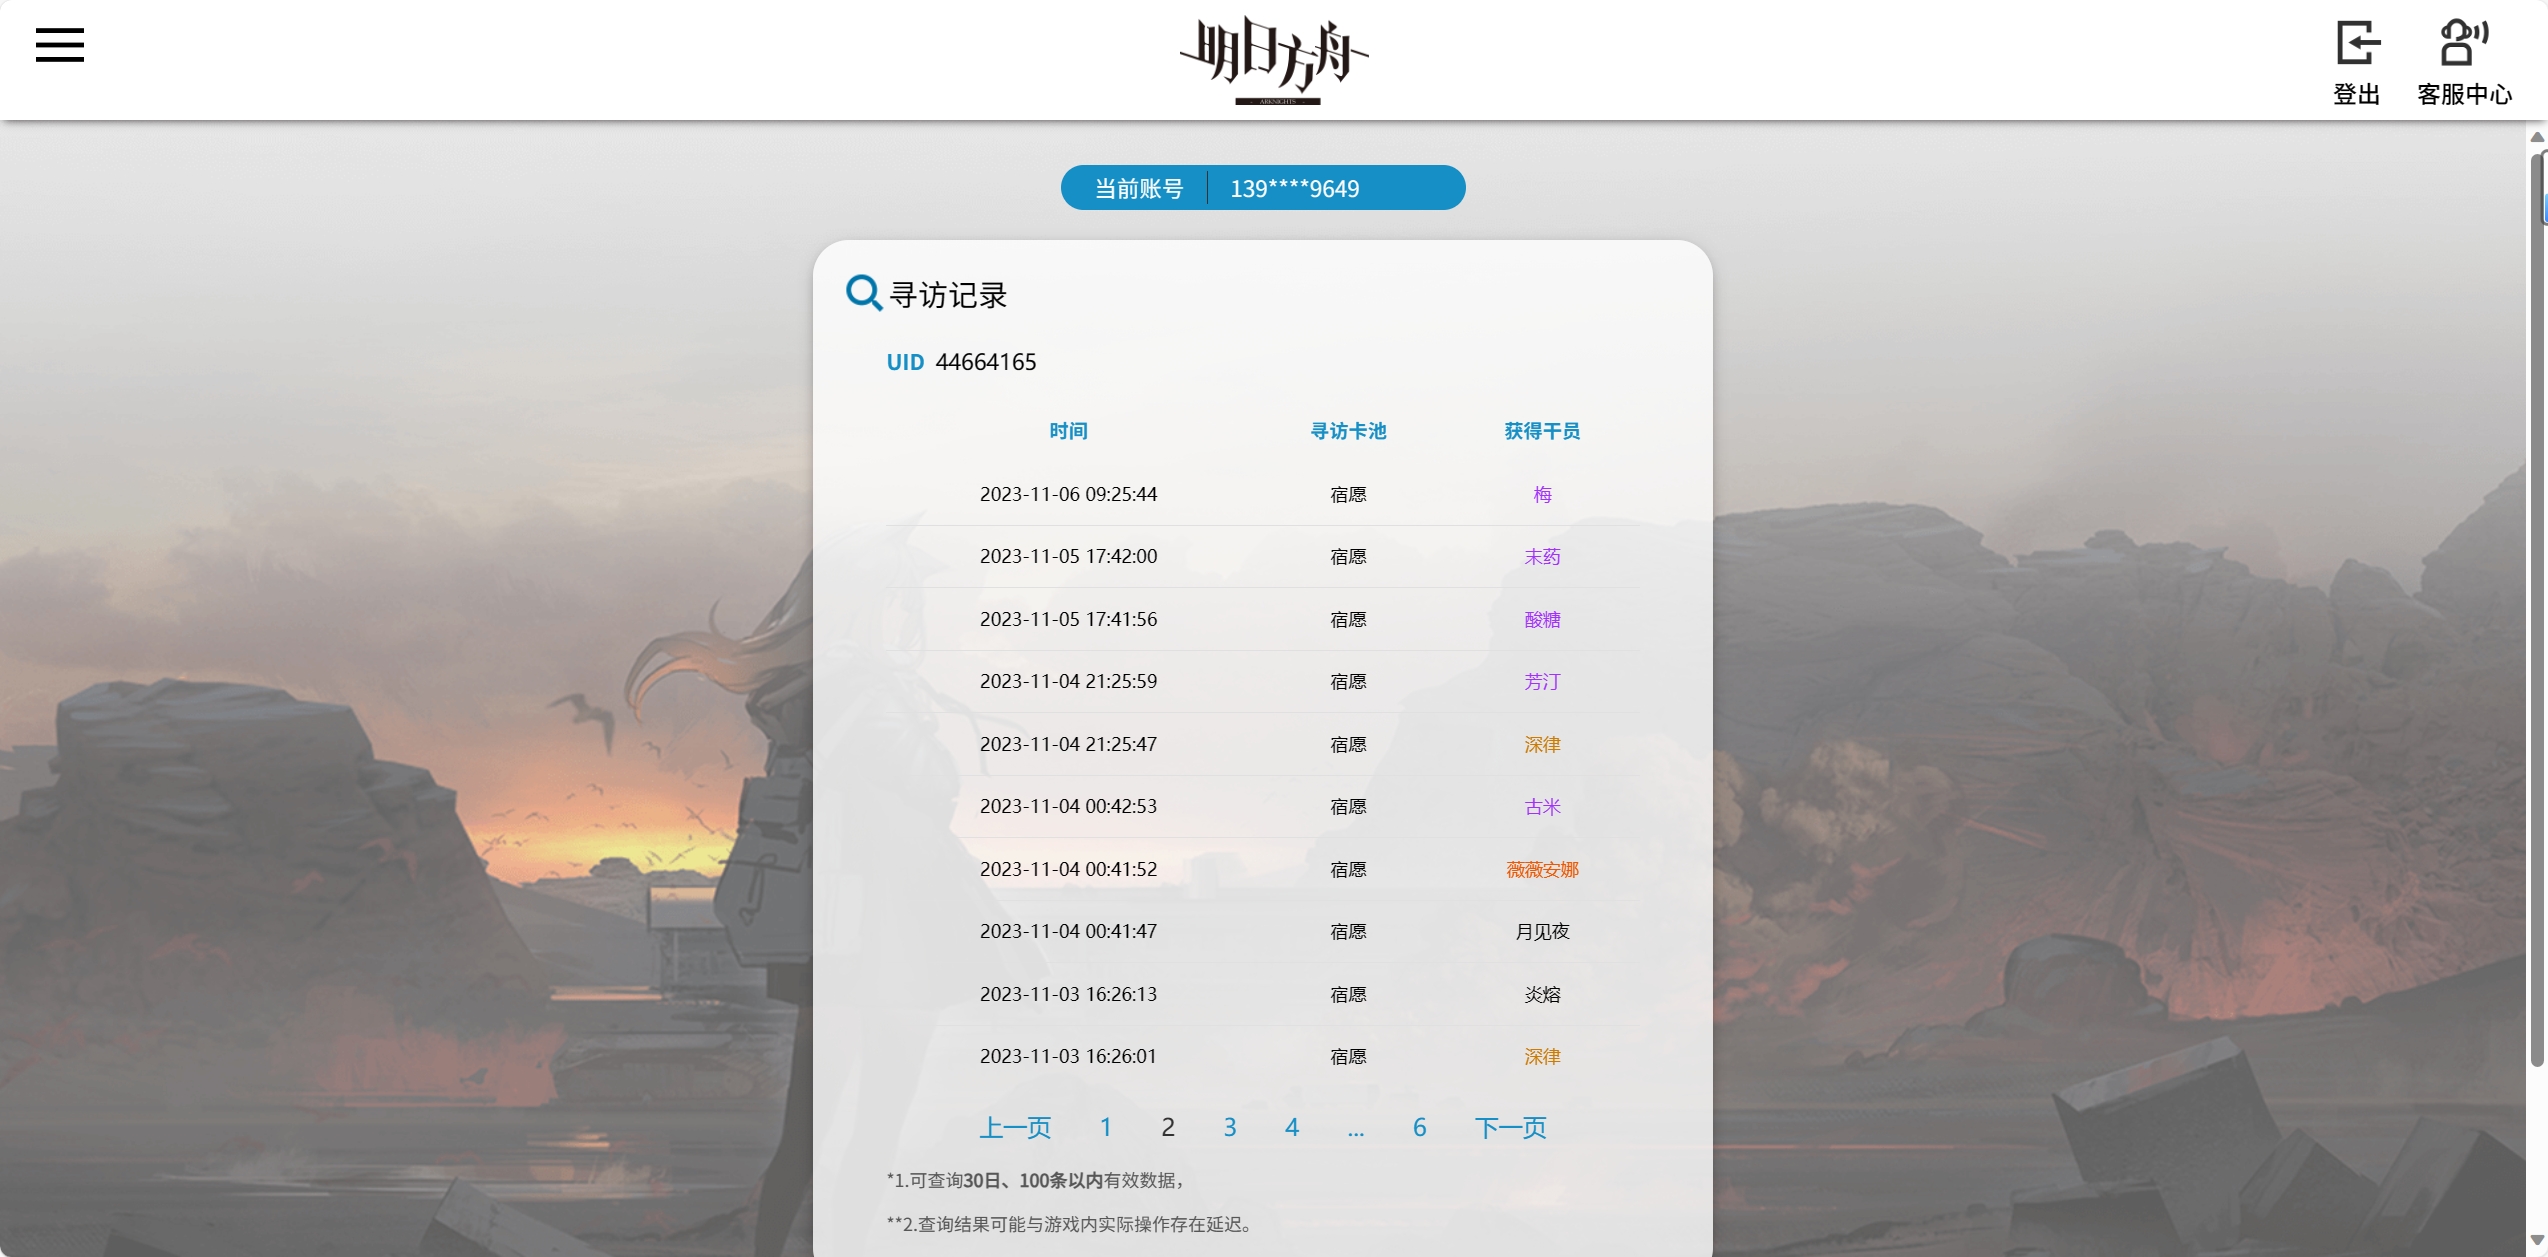 明日方舟
ARKNIGHTS
登出
客服中心
当前账号 139****9649
寻访记录
UID 44664165
时间 寻访卡池 获得干员
2023-11-06 09:25:44 宿愿 梅
2023-11-05 17:42:00 宿愿 末药
2023-11-05 17:41:56 宿愿 酸糖
2023-11-04 21:25:59 宿愿 芳汀
2023-11-04 21:25:47 宿愿 深律
2023-11-04 00:42:53 宿愿 古米
2023-11-04 00:41:52 宿愿 薇薇安娜
2023-11-04 00:41:47 宿愿 月见夜
2023-11-03 16:26:13 宿愿 炎熔
2023-11-03 16:26:01 宿愿 深律
上一页 1 2 3 4 ... 6 下一页
*1.可查询30日、100条以内有效数据，
**2.查询结果可能与游戏内实际操作存在延迟。